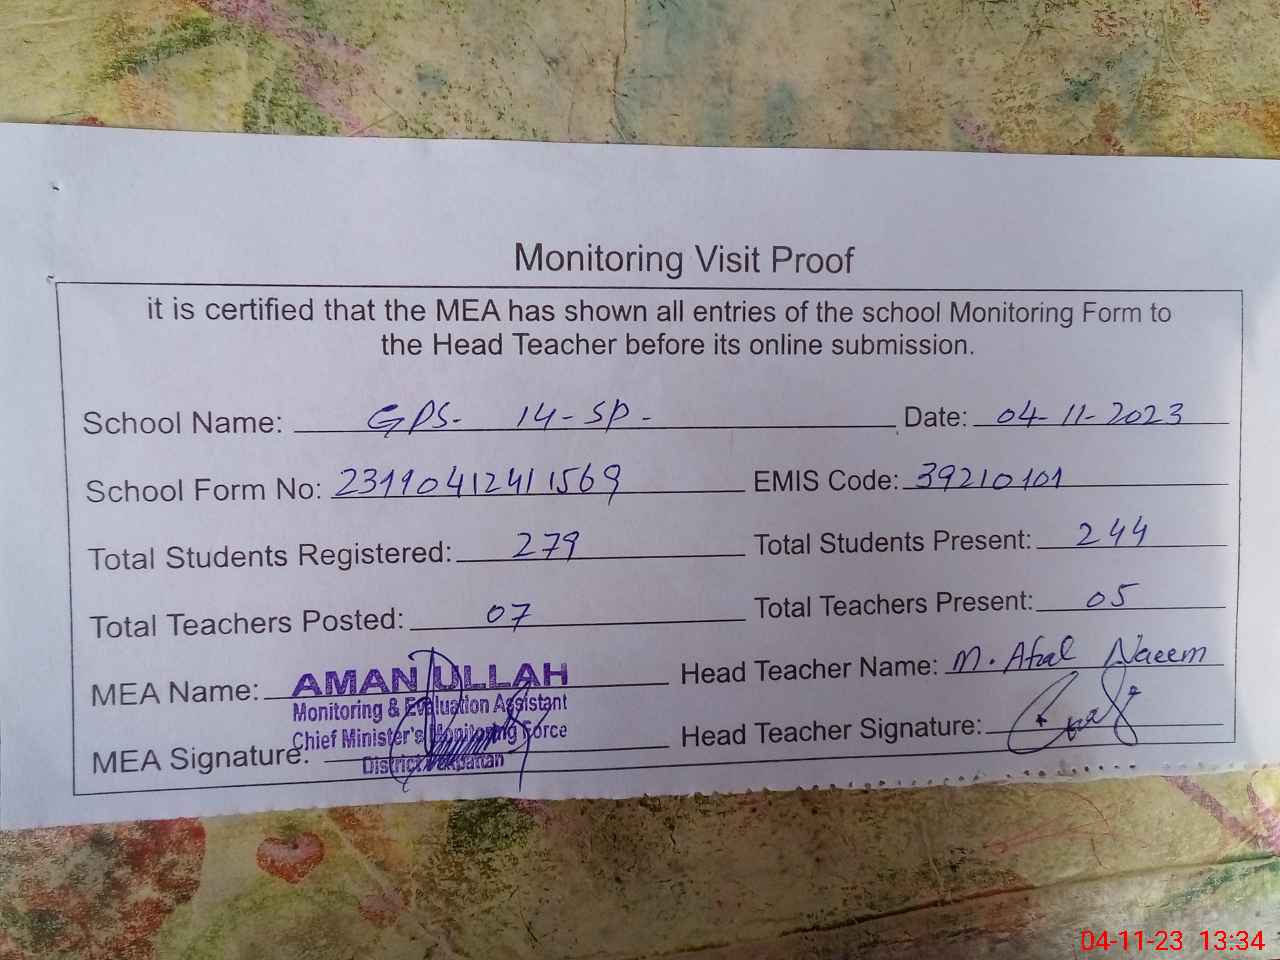 Monitoring Visit Proof
it is certified that the MEA has shown all entries of the school Monitoring Form to
the Head Teacher before its online submission.
School Name: GPS- 14-SP- Date: 04-11-2023
School Form No: 23110412411569 EMIS Code: 39210101
Total Students Registered: 279 Total Students Present: 244
Total Teachers Posted: 07 Total Teachers Present: 05
MEA Name: AMAN ULLAH Head Teacher Name: M. Afzal Naeem
Monitoring & Evaluation Assistant
Chief Minister's Monitoring Force
MEA Signature: Head Teacher Signature:
District Pakpattan
04-11-23 13:34